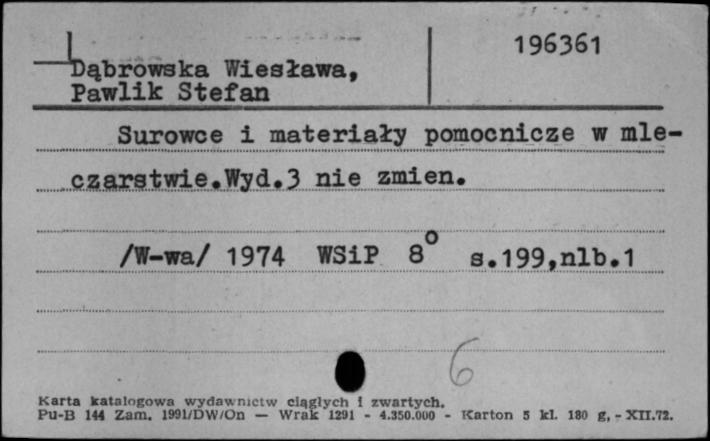 196361
Dąbrowska Wiesława,
Pawlik Stefan
Surowce i materiały pomocnicze w mle-
czarstwie.Wyd.3 nie zmien.
/W-wa/ 1974 WSiP 8° s.199,nlb.1
6
Karta katalogowa wydawnictw ciągłych i zwartych.
Pu-B 144 Zam. 1991/DW/On — Wrak 1291 - 4.350.000 - Karton 5 kl. 180 g, - XII.72.